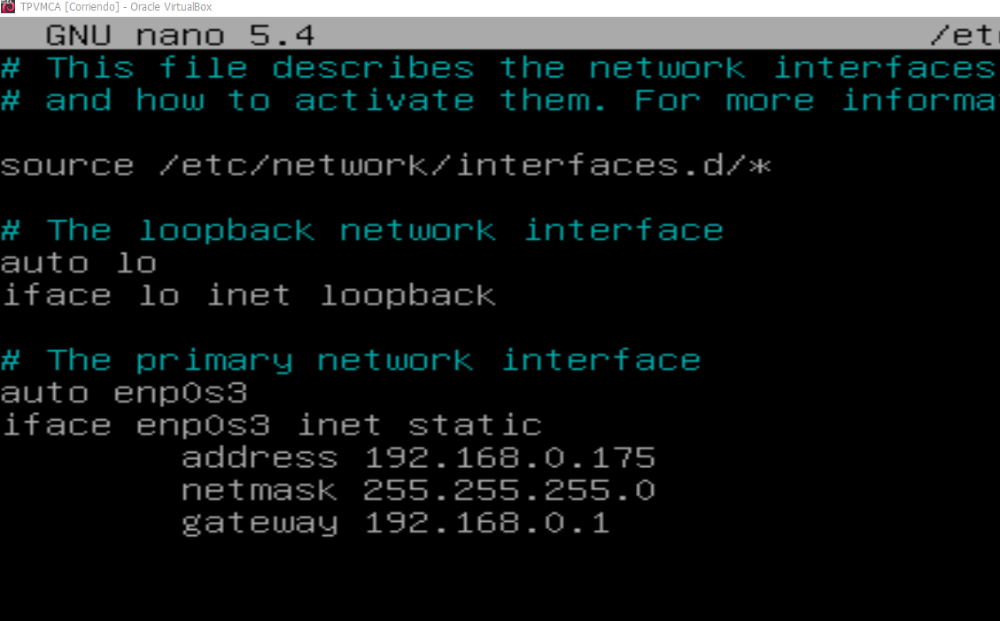 TPVMCA [Corriendo] - Oracle VirtualBox
GNU nano 5.4 /etc
# This file describes the network interfaces
# and how to activate them. For more informa
source /etc/network/interfaces.d/*
# The loopback network interface
auto lo
iface lo inet loopback
# The primary network interface
auto enp0s3
iface enp0s3 inet static
address 192.168.0.175
netmask 255.255.255.0
gateway 192.168.0.1